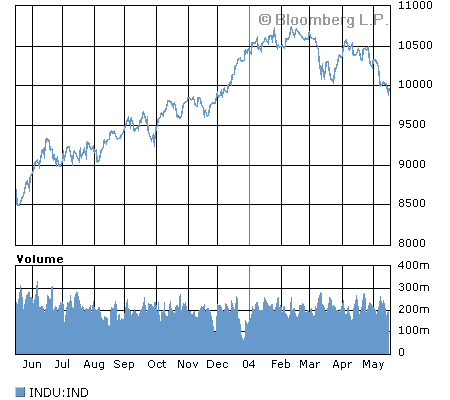 © Bloomberg L.P.
11000
10500
10000
9500
9000
8500
8000
Volume
400m
300m
200m
100m
0
Jun Jul Aug Sep Oct Nov Dec 04 Feb Mar Apr May
INDU:IND